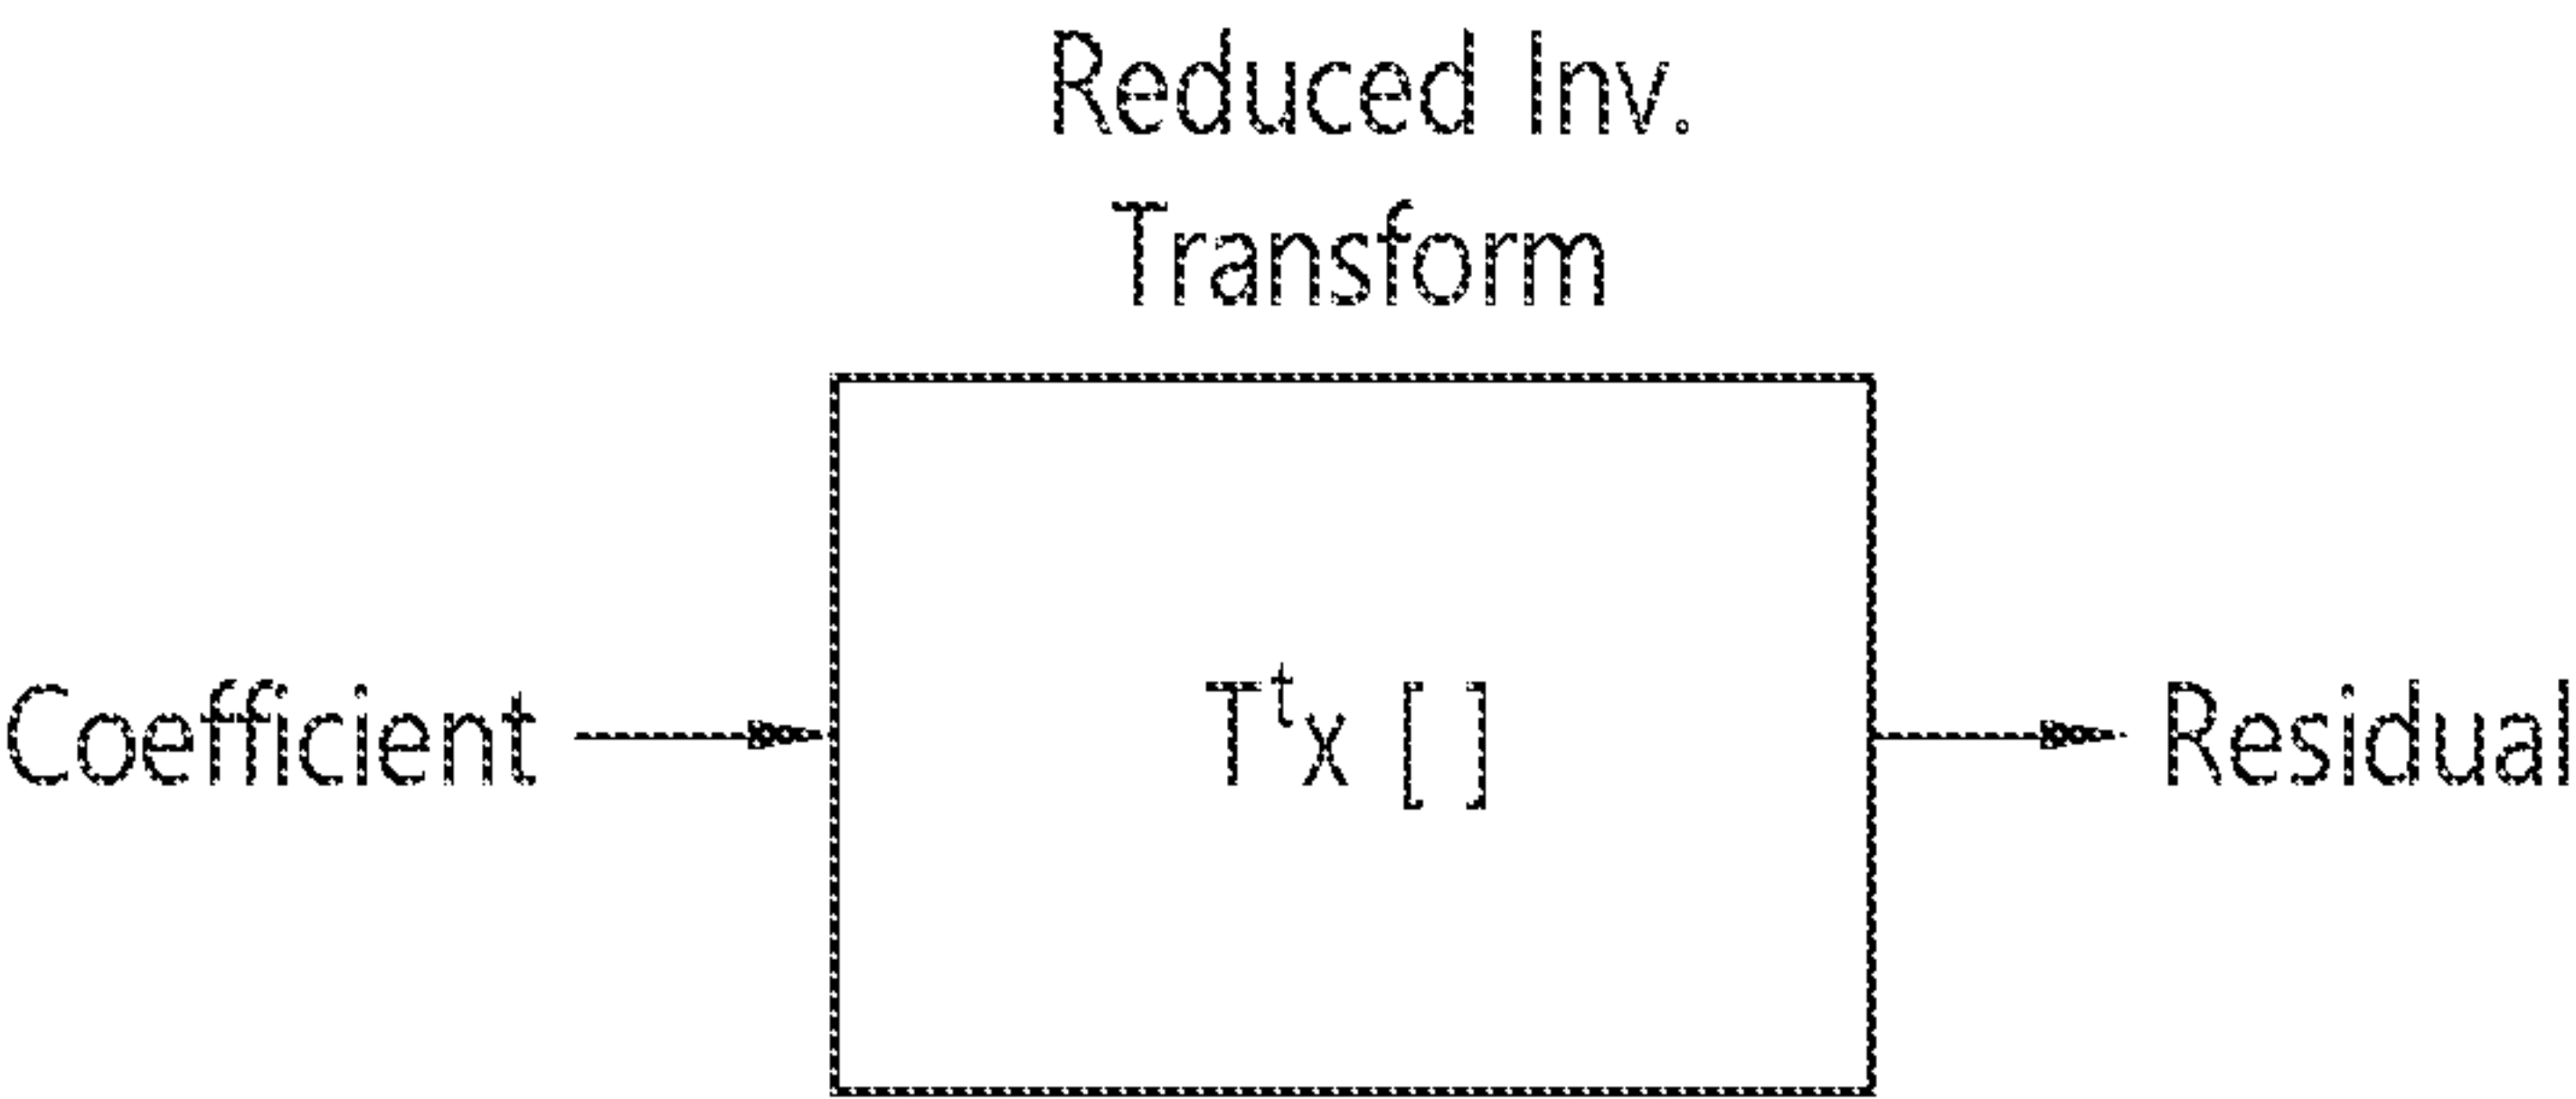 Reduced Inv.
Transform
Coefficient
Tᵗx [ ]
Residual